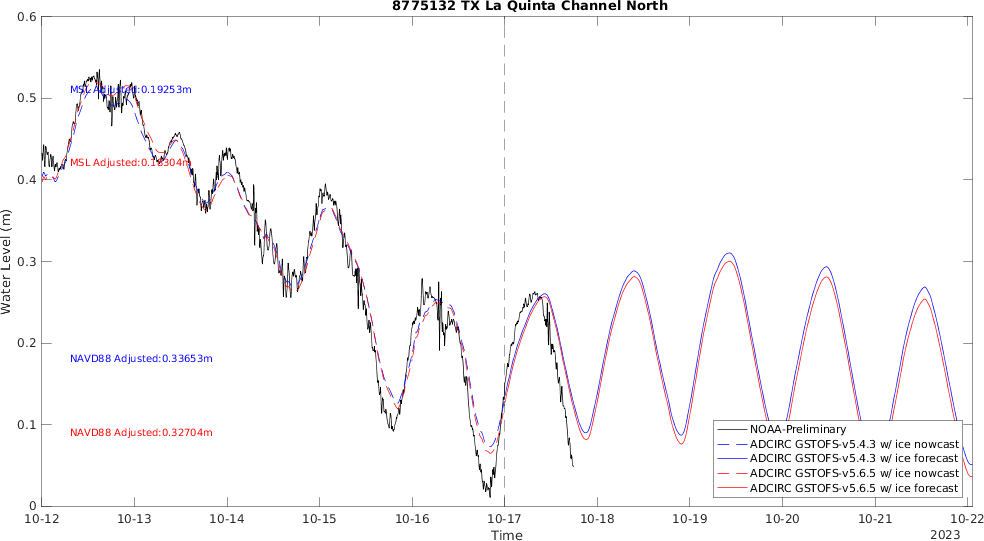 8775132 TX La Quinta Channel North
0.6
0.5
0.4
0.3
0.2
0.1
0
Water Level (m)
MSL Adjusted:0.19253m
MSL Adjusted:0.18304m
NAVD88 Adjusted:0.33653m
NAVD88 Adjusted:0.32704m
NOAA-Preliminary
ADCIRC GSTOFS-v5.4.3 w/ ice nowcast
ADCIRC GSTOFS-v5.4.3 w/ ice forecast
ADCIRC GSTOFS-v5.6.5 w/ ice nowcast
ADCIRC GSTOFS-v5.6.5 w/ ice forecast
10-12 10-13 10-14 10-15 10-16 10-17 10-18 10-19 10-20 10-21 10-22
Time
2023